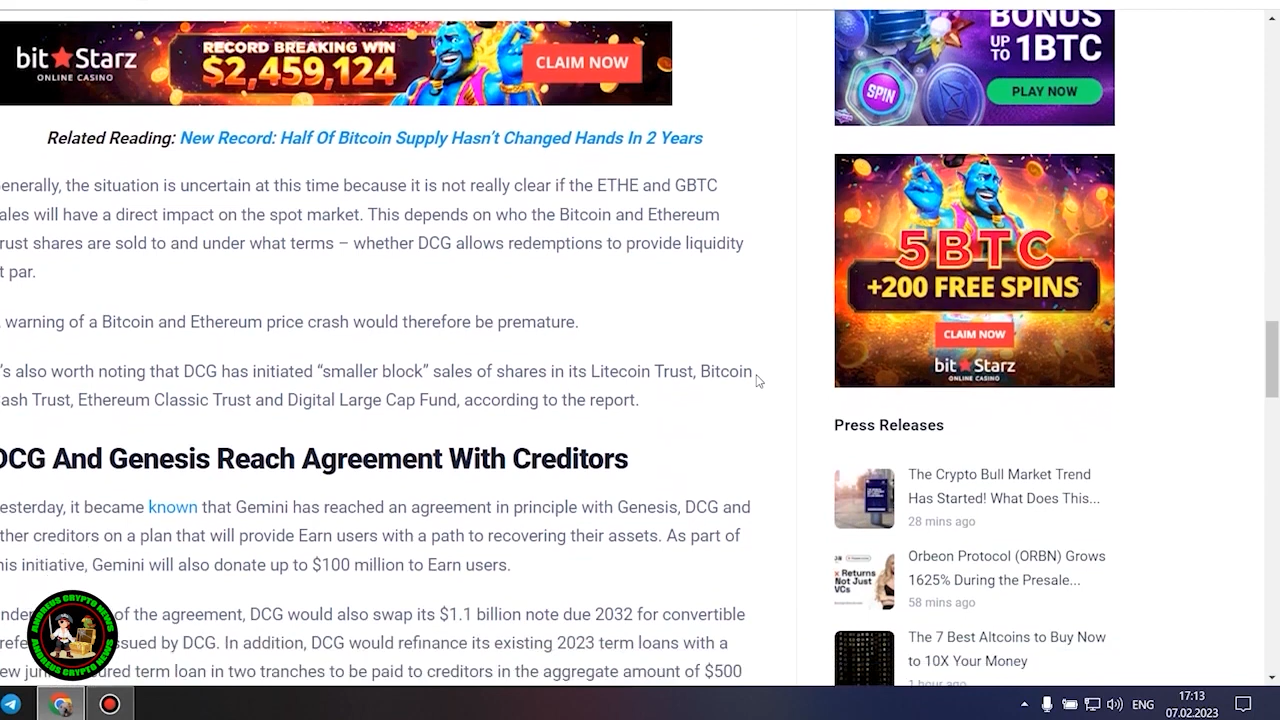 bit★Starz
ONLINE CASINO
RECORD BREAKING WIN
$2,459,124
CLAIM NOW
Related Reading: New Record: Half Of Bitcoin Supply Hasn't Changed Hands In 2 Years
enerally, the situation is uncertain at this time because it is not really clear if the ETHE and GBTC
ales will have a direct impact on the spot market. This depends on who the Bitcoin and Ethereum
rust shares are sold to and under what terms – whether DCG allows redemptions to provide liquidity
t par.
warning of a Bitcoin and Ethereum price crash would therefore be premature.
's also worth noting that DCG has initiated “smaller block” sales of shares in its Litecoin Trust, Bitcoin
ash Trust, Ethereum Classic Trust and Digital Large Cap Fund, according to the report.
DCG And Genesis Reach Agreement With Creditors
esterday, it became known that Gemini has reached an agreement in principle with Genesis, DCG and
ther creditors on a plan that will provide Earn users with a path to recovering their assets. As part of
his initiative, Gemini will also donate up to $100 million to Earn users.
of the agreement, DCG would also swap its $1.1 billion note due 2032 for convertible
ssued by DCG. In addition, DCG would refinance its existing 2023 term loans with a
loan in two tranches to be paid to creditors in the aggregate amount of $500
BONUS
UP TO 1BTC
SPIN
PLAY NOW
5BTC
+200 FREE SPINS
CLAIM NOW
bit★Starz
ONLINE CASINO
Press Releases
The Crypto Bull Market Trend
Has Started! What Does This...
28 mins ago
Returns
Not Just
VCs
Orbeon Protocol (ORBN) Grows
1625% During the Presale...
58 mins ago
The 7 Best Altcoins to Buy Now
to 10X Your Money
1 hour ago
ANDREUS CRYPTO NEWS
ANDREUS CRYPTO NEWS
ENG
17:13
07.02.2023